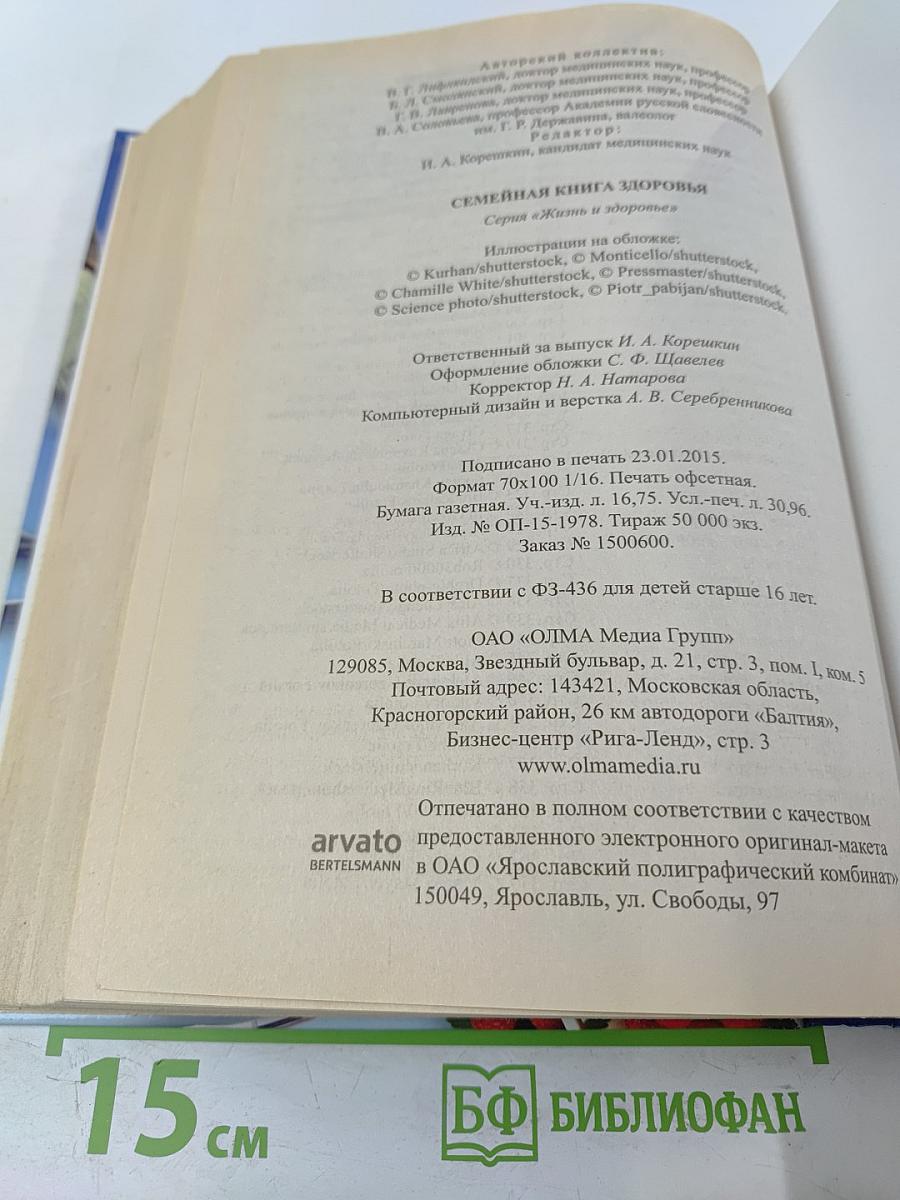 Авторский коллектив:
В. Г. Лифляндский, доктор медицинских наук, профессор
Б. Л. Смолянский, доктор медицинских наук, профессор
Г. В. Лавренова, доктор медицинских наук, профессор
В. А. Соловьева, профессор Академии русской словесности
им. Г. Р. Державина, валеолог
Редактор:
И. А. Корешкин, кандидат медицинских наук
СЕМЕЙНАЯ КНИГА ЗДОРОВЬЯ
Серия «Жизнь и здоровье»
Иллюстрации на обложке:
© Kurhan/shutterstock, © Monticello/shutterstock,
© Chamille White/shutterstock, © Pressmaster/shutterstock,
© Science photo/shutterstock, © Piotr_pabijan/shutterstock,
Ответственный за выпуск И. А. Корешкин
Оформление обложки С. Ф. Щавелев
Корректор Н. А. Натарова
Компьютерный дизайн и верстка А. В. Серебренникова
Подписано в печать 23.01.2015.
Формат 70х100 1/16. Печать офсетная.
Бумага газетная. Уч.-изд. л. 16,75. Усл.-печ. л. 30,96.
Изд. № ОП-15-1978. Тираж 50 000 экз.
Заказ № 1500600.
В соответствии с ФЗ-436 для детей старше 16 лет.
ОАО «ОЛМА Медиа Групп»
129085, Москва, Звездный бульвар, д. 21, стр. 3, пом. I, ком. 5
Почтовый адрес: 143421, Московская область,
Красногорский район, 26 км автодороги «Балтия»,
Бизнес-центр «Рига-Ленд», стр. 3
www.olmamedia.ru
arvato
BERTELSMANN
Отпечатано в полном соответствии с качеством
предоставленного электронного оригинал-макета
в ОАО «Ярославский полиграфический комбинат»
150049, Ярославль, ул. Свободы, 97
15 см
БФ БИБЛИОФАН